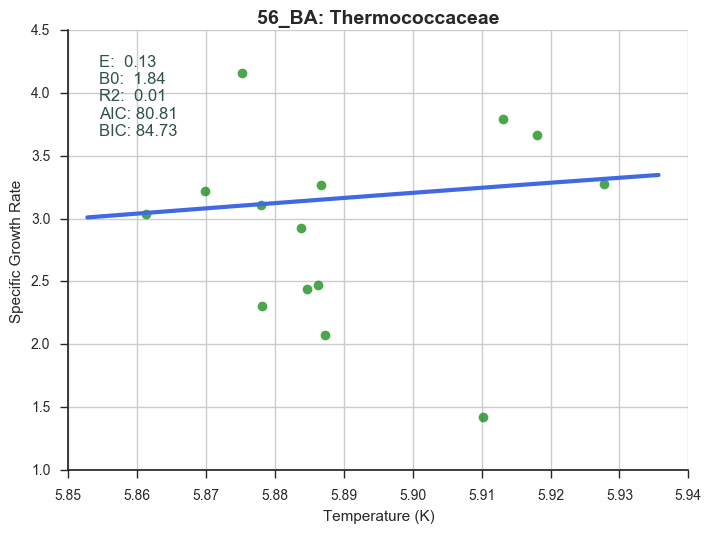 56_BA: Thermococcaceae
E:  0.13
B0:  1.84
R2:  0.01
AIC: 80.81
BIC: 84.73
4.5
4.0
3.5
3.0
2.5
2.0
1.5
1.0
Specific Growth Rate
5.85 5.86 5.87 5.88 5.89 5.90 5.91 5.92 5.93 5.94
Temperature (K)